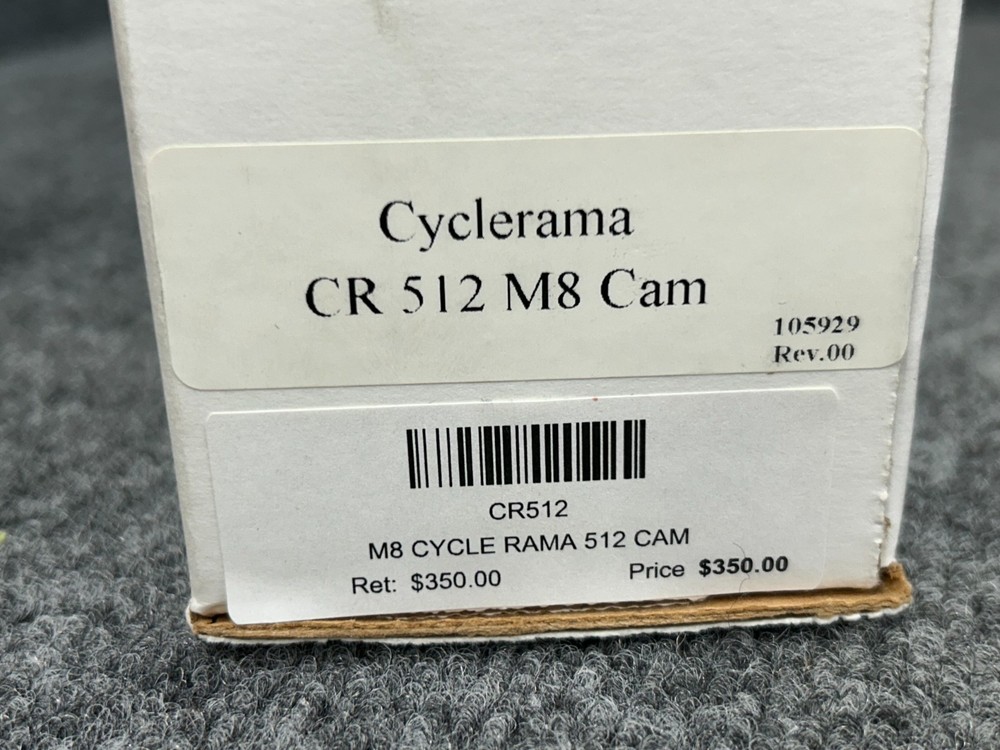 Cyclerama
CR 512 M8 Cam
105929
Rev.00
CR512
M8 CYCLE RAMA 512 CAM
Ret: $350.00 Price $350.00